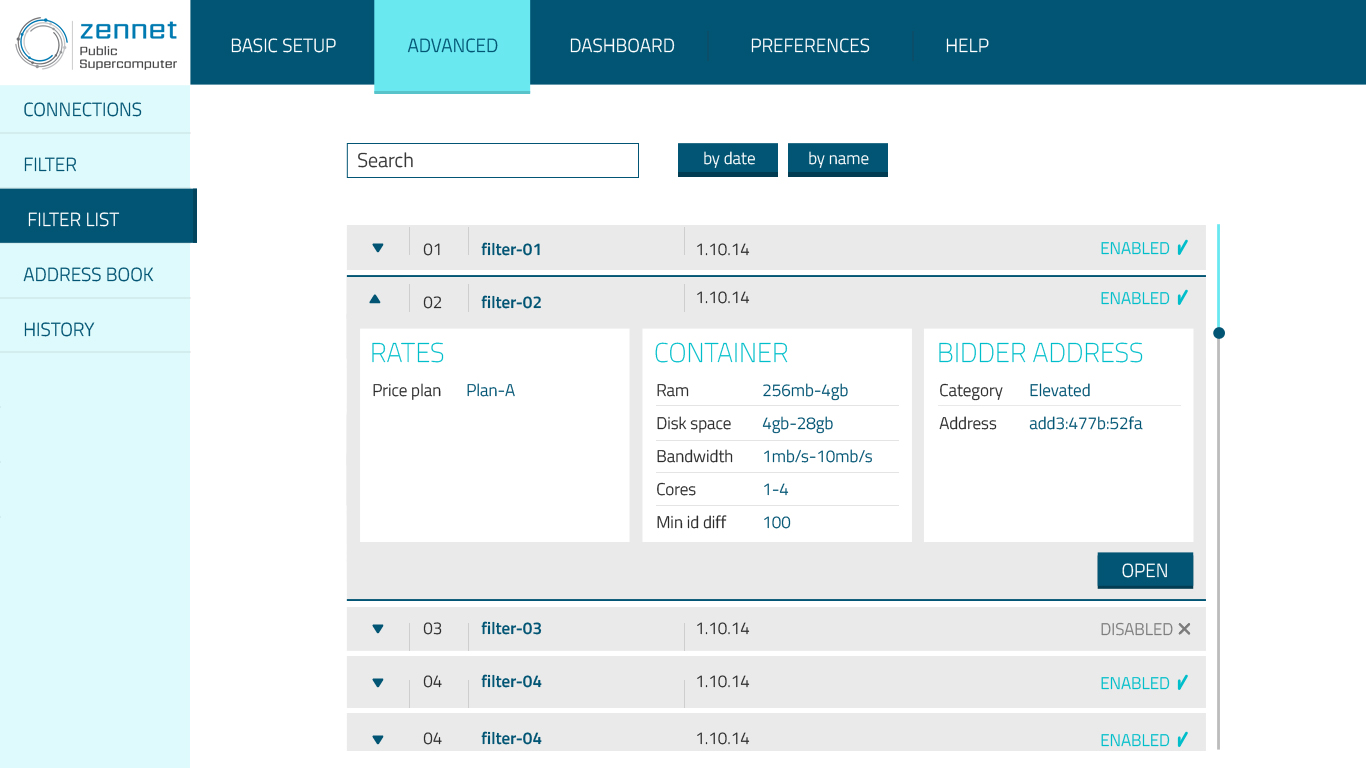 zennet
Public
Supercomputer
BASIC SETUP
ADVANCED
DASHBOARD
PREFERENCES
HELP
CONNECTIONS
FILTER
FILTER LIST
ADDRESS BOOK
HISTORY
Search
by date
by name
01 filter-01 1.10.14 ENABLED
02 filter-02 1.10.14 ENABLED
RATES
Price plan Plan-A
CONTAINER
Ram 256mb-4gb
Disk space 4gb-28gb
Bandwidth 1mb/s-10mb/s
Cores 1-4
Min id diff 100
BIDDER ADDRESS
Category Elevated
Address add3:477b:52fa
OPEN
03 filter-03 1.10.14 DISABLED
04 filter-04 1.10.14 ENABLED
04 filter-04 1.10.14 ENABLED